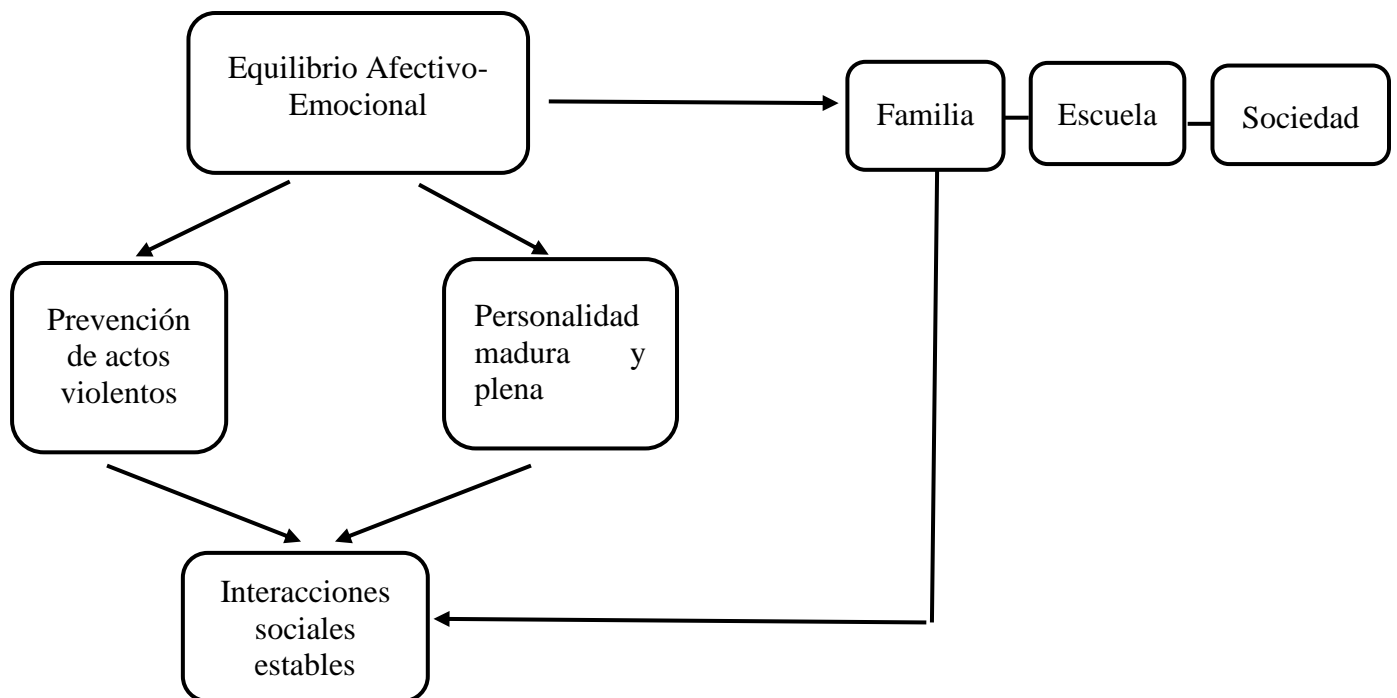 Equilibrio Afectivo-
Emocional
Familia
Escuela
Sociedad
Prevención
de actos
violentos
Personalidad
madura y
plena
Interacciones
sociales
estables